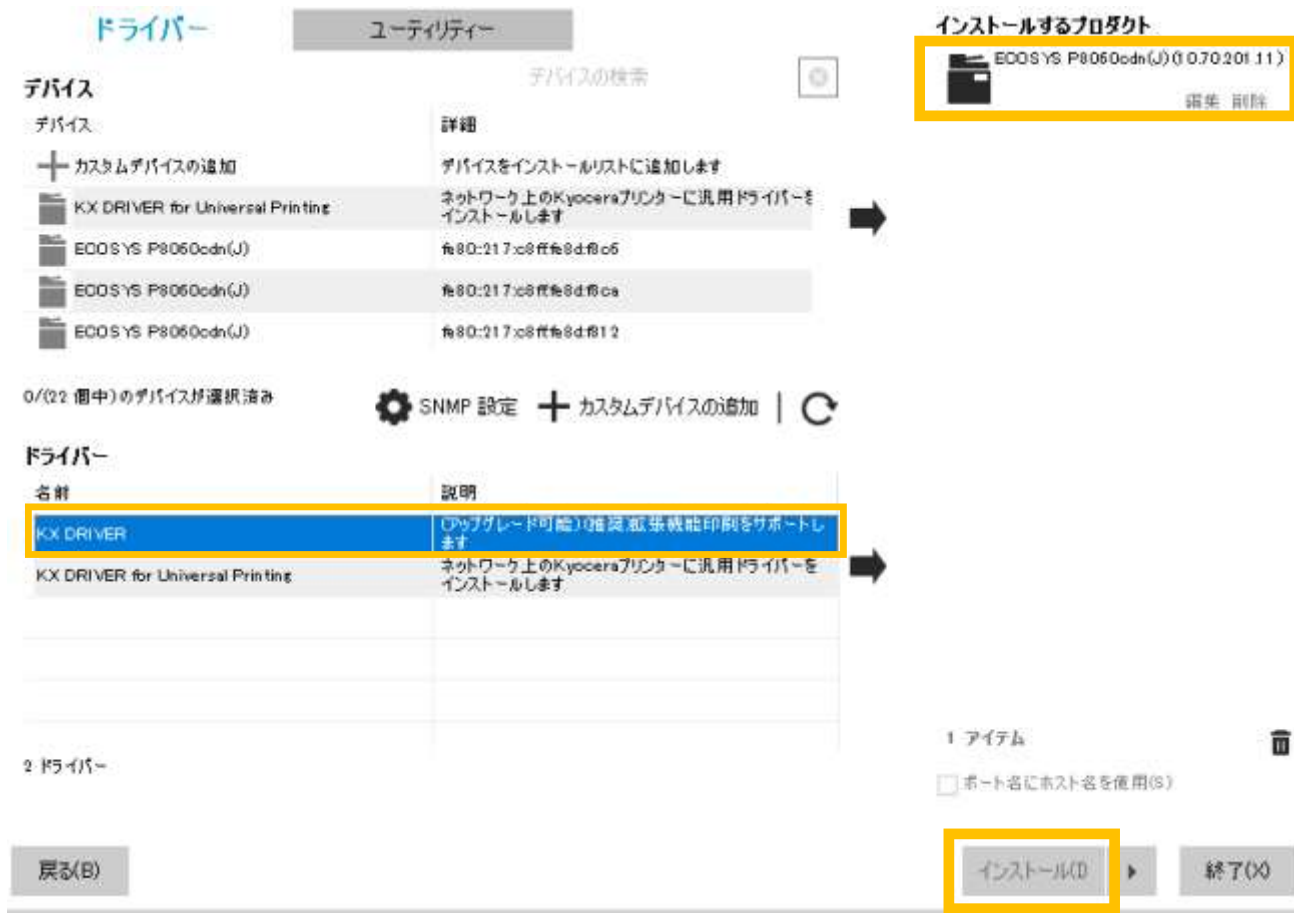 ドライバー
ユーティリティー
インストールするプロダクト
ECOSYS P8060cdn(J)(10.70.201.11)
編集 削除
デバイス
デバイスの検索
デバイス 詳細
カスタムデバイスの追加 デバイスをインストールリストに追加します
KX DRIVER for Universal Printing ネットワーク上のKyoceraプリンターに汎用ドライバーを
インストールします
ECOSYS P8060cdn(J) fe80::217:c8ff:fe8d:f8c6
ECOSYS P8060cdn(J) fe80::217:c8ff:fe8d:f8ca
ECOSYS P8060cdn(J) fe80::217:c8ff:fe8d:f812
0/(22 個中)のデバイスが選択済み
SNMP 設定
カスタムデバイスの追加
ドライバー
名前 説明
KX DRIVER (アップグレード可能)(推奨)拡張機能印刷をサポートし
ます
KX DRIVER for Universal Printing ネットワーク上のKyoceraプリンターに汎用ドライバーを
インストールします
2 ドライバー
1 アイテム
ポート名にホスト名を使用(S)
戻る(B)
インストール(I)
終了(X)